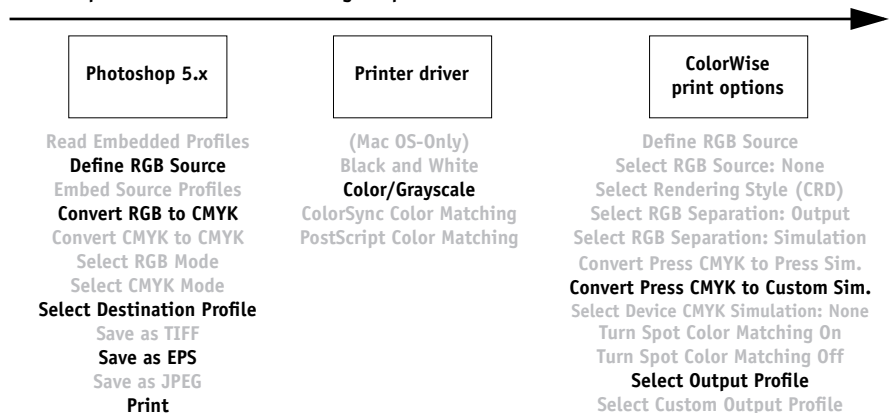 Photoshop 5.x
Read Embedded Profiles
Define RGB Source
Embed Source Profiles
Convert RGB to CMYK
Convert CMYK to CMYK
Select RGB Mode
Select CMYK Mode
Select Destination Profile
Save as TIFF
Save as EPS
Save as JPEG
Print
Printer driver
(Mac OS-Only)
Black and White
Color/Grayscale
ColorSync Color Matching
PostScript Color Matching
ColorWise
print options
Define RGB Source
Select RGB Source: None
Select Rendering Style (CRD)
Select RGB Separation: Output
Select RGB Separation: Simulation
Convert Press CMYK to Press Sim.
Convert Press CMYK to Custom Sim.
Select Device CMYK Simulation: None
Turn Spot Color Matching On
Turn Spot Color Matching Off
Select Output Profile
Select Custom Output Profile